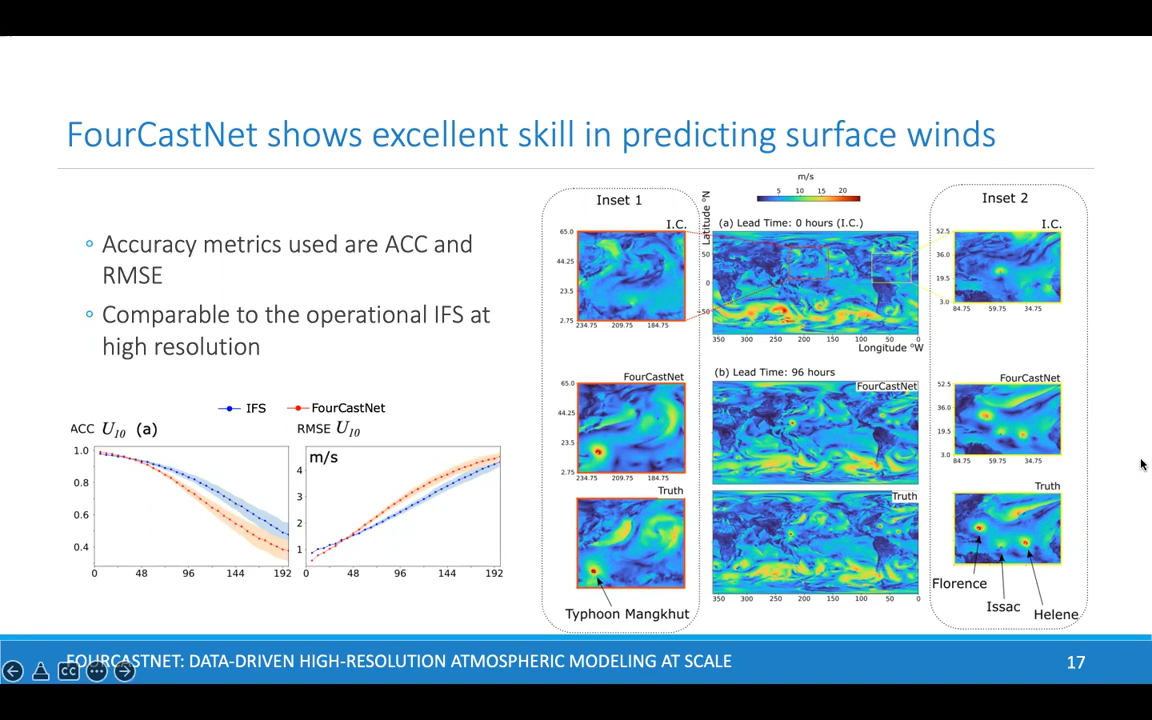 FourCastNet shows excellent skill in predicting surface winds
Accuracy metrics used are ACC and
RMSE
Comparable to the operational IFS at
high resolution
IFS
FourCastNet
ACC U10 (a)
1.0
0.8
0.6
0.4
0 48 96 144 192
RMSE U10
m/s
4
3
2
1
0 48 96 144 192
Inset 1
I.C.
65.0
44.25
23.5
2.75
234.75 209.75 184.75
FourCastNet
65.0
44.25
23.5
2.75
234.75 209.75 184.75
Truth
Typhoon Mangkhut
m/s
5 10 15 20
Latitude °N
(a) Lead Time: 0 hours (I.C.)
50
0
−50
350 300 250 200 150 100 50 0
Longitude °W
(b) Lead Time: 96 hours
FourCastNet
Truth
350 300 250 200 150 100 50 0
Inset 2
I.C.
52.5
36.0
19.5
3.0
84.75 59.75 34.75
FourCastNet
52.5
36.0
19.5
3.0
84.75 59.75 34.75
Truth
Florence
Issac
Helene
FOURCASTNET: DATA-DRIVEN HIGH-RESOLUTION ATMOSPHERIC MODELING AT SCALE
17
CC